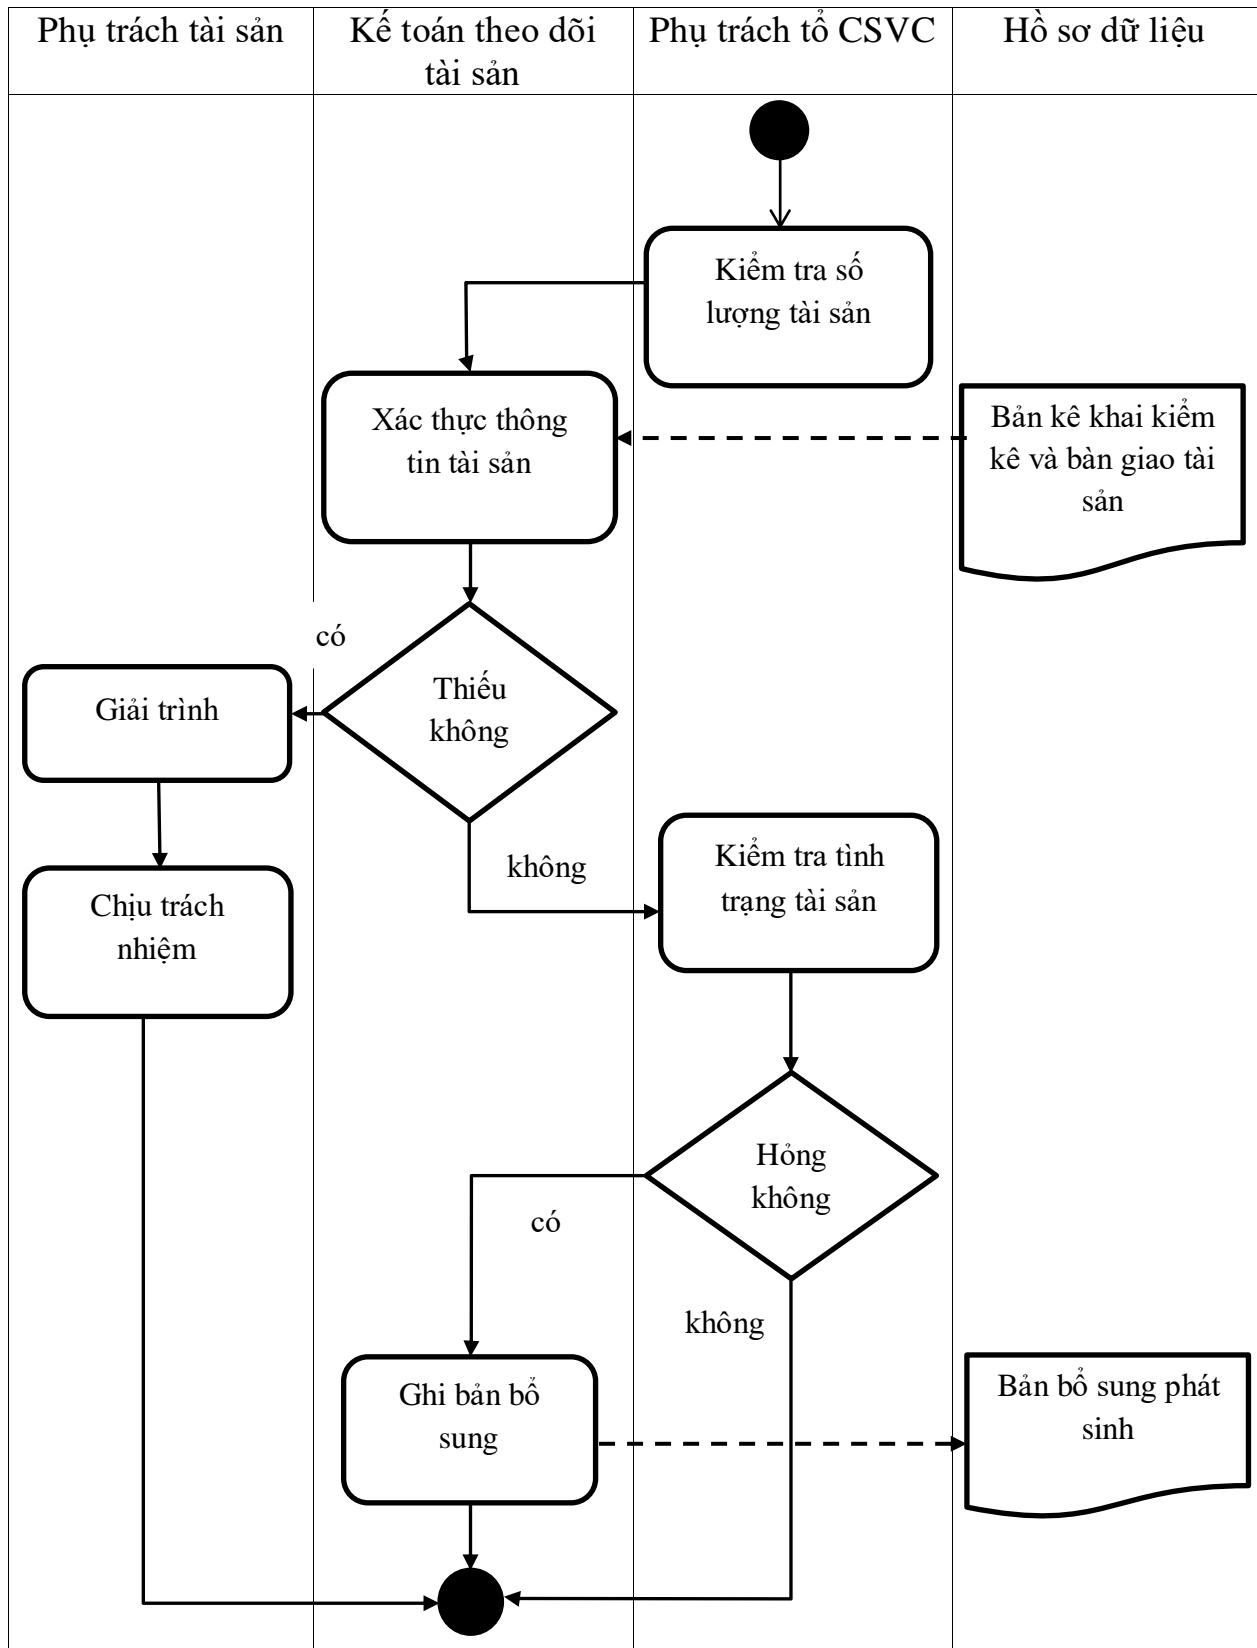 Phụ trách tài sản
Kế toán theo dõi
tài sản
Phụ trách tổ CSVC
Hồ sơ dữ liệu
Kiểm tra số
lượng tài sản
Xác thực thông
tin tài sản
Bản kê khai kiểm
kê và bàn giao tài
sản
có
Thiếu
không
Giải trình
không
Kiểm tra tình
trạng tài sản
Chịu trách
nhiệm
Hỏng
không
có
không
Ghi bản bổ
sung
Bản bổ sung phát
sinh